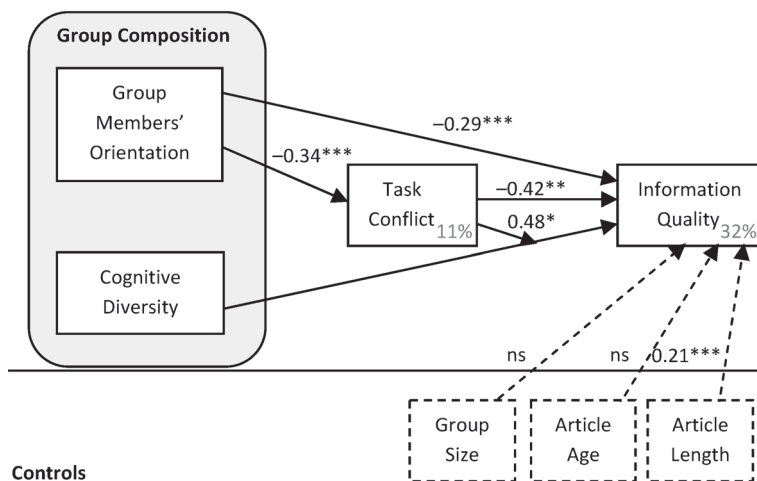 Group Composition
Group
Members'
Orientation
–0.29***
–0.34***
Task
Conflict
11%
–0.42**
0.48*
Information
Quality
32%
Cognitive
Diversity
ns
ns
0.21***
Group
Size
Article
Age
Article
Length
Controls